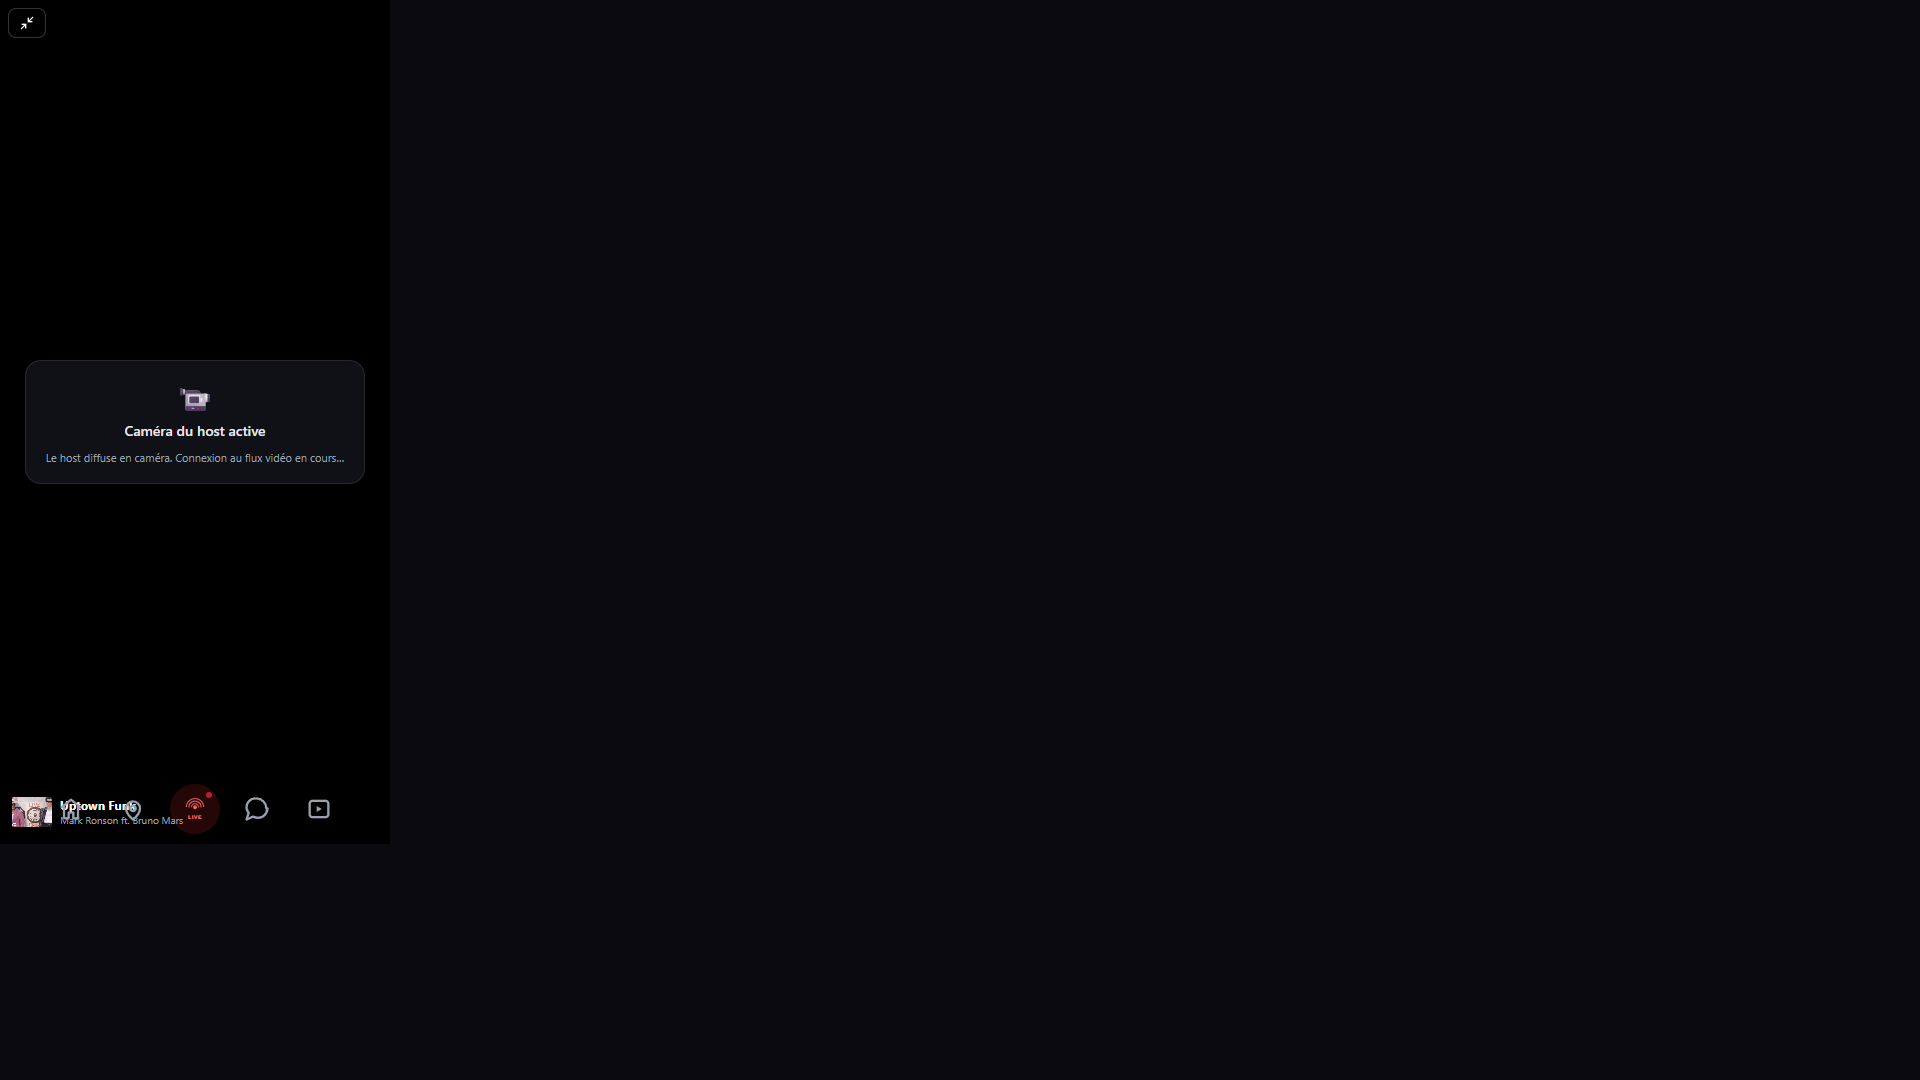 Caméra du host active
Le host diffuse en caméra. Connexion au flux vidéo en cours...
Uptown Funk
Mark Ronson ft. Bruno Mars
LIVE